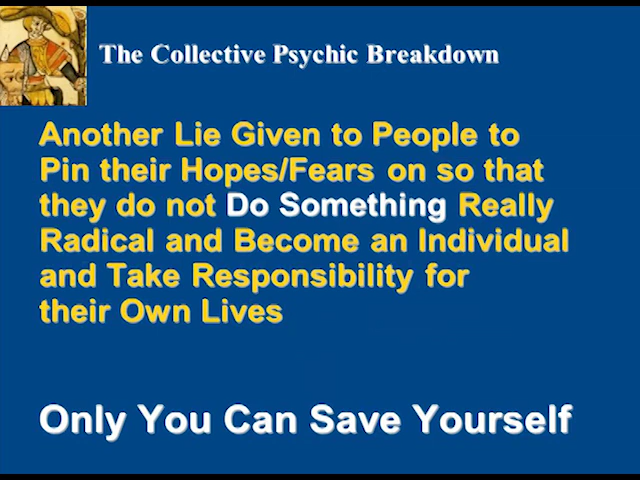 The Collective Psychic Breakdown
Another Lie Given to People to
Pin their Hopes/Fears on so that
they do not Do Something Really
Radical and Become an Individual
and Take Responsibility for
their Own Lives
Only You Can Save Yourself